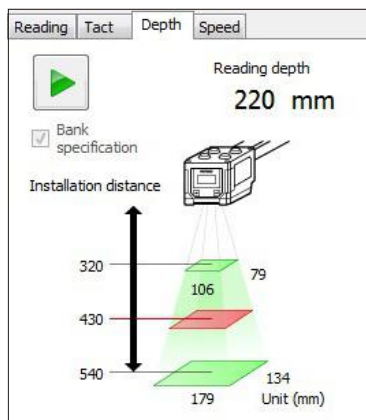 Reading Tact Depth Speed
Reading depth
220 mm
Bank
specification
Installation distance
320
79
106
430
540
134
179 Unit (mm)